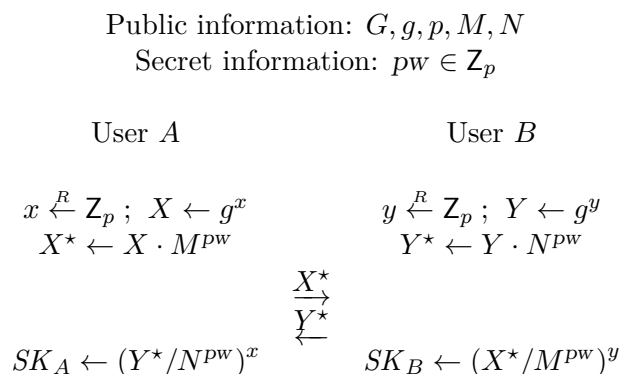 Public information: G, g, p, M, N
Secret information: pw ∈ Z_p
User A User B
x ←^R Z_p ; X ← g^x y ←^R Z_p ; Y ← g^y
X^⋆ ← X · M^pw Y^⋆ ← Y · N^pw
X^⋆
→
Y^⋆
←
SK_A ← (Y^⋆/N^pw)^x SK_B ← (X^⋆/M^pw)^y